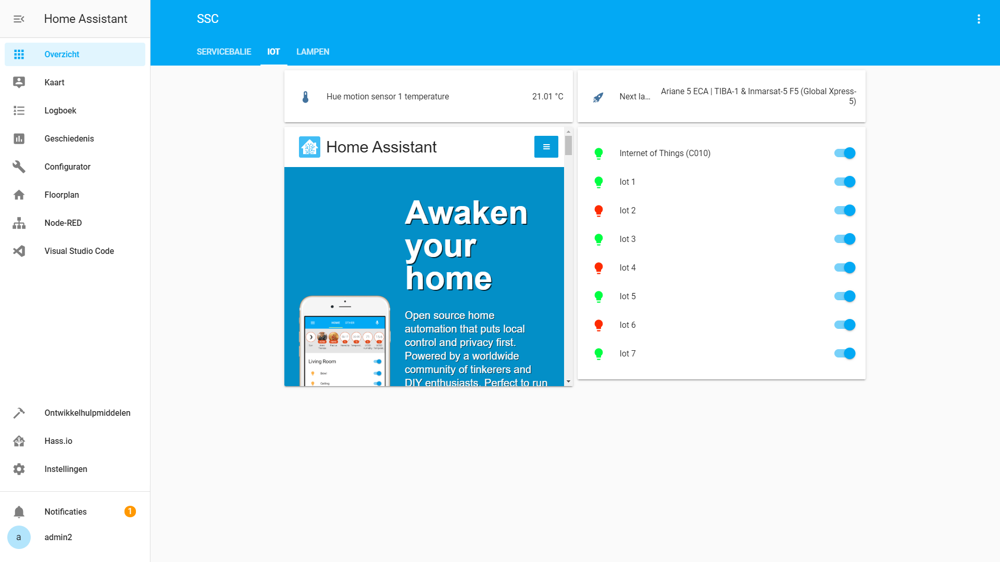 Home Assistant
Overzicht
Kaart
Logboek
Geschiedenis
Configurator
Floorplan
Node-RED
Visual Studio Code
Ontwikkelhulpmiddelen
Hass.io
Instellingen
Notificaties 1
a admin2
SSC
SERVICEBALIE IOT LAMPEN
Hue motion sensor 1 temperature 21.01 °C
Next la... Ariane 5 ECA | TIBA-1 & Inmarsat-5 F5 (Global Xpress-
5)
Home Assistant
Awaken
your
home
Open source home
automation that puts local
control and privacy first.
Powered by a worldwide
community of tinkerers and
DIY enthusiasts. Perfect to run
HOME OTHER
Living Room
Bowl
Ceiling
Internet of Things (C010)
Iot 1
Iot 2
Iot 3
Iot 4
Iot 5
Iot 6
Iot 7